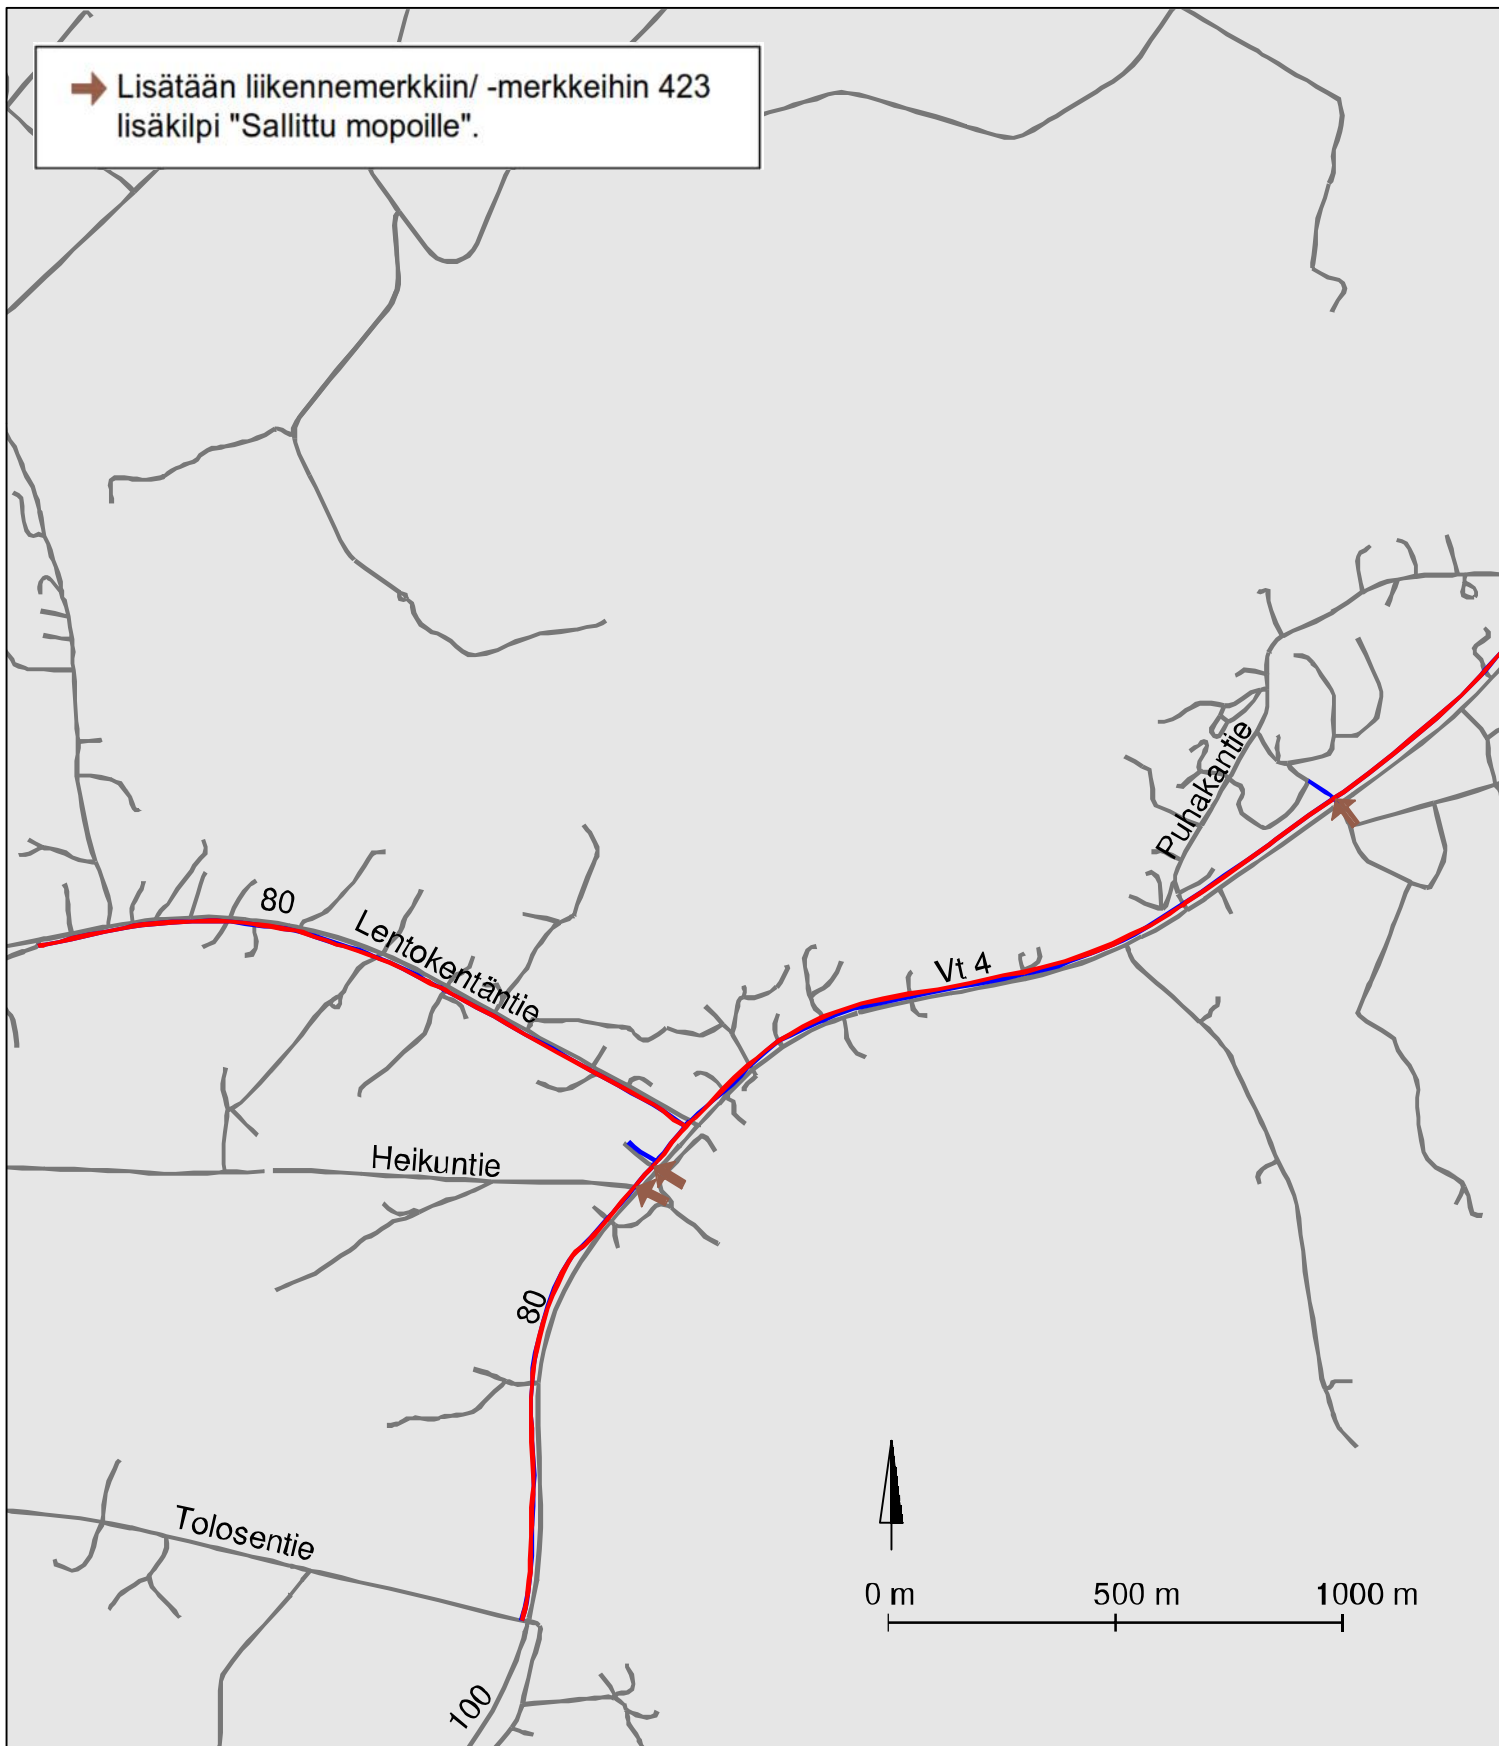 Lisätään liikennemerkkiin/ -merkkeihin 423
lisäkilpi "Sallittu mopoille".
Puhakantie
80
Lentokentäntie
Vt 4
Heikuntie
80
Tolosentie
0 m 500 m 1000 m
100